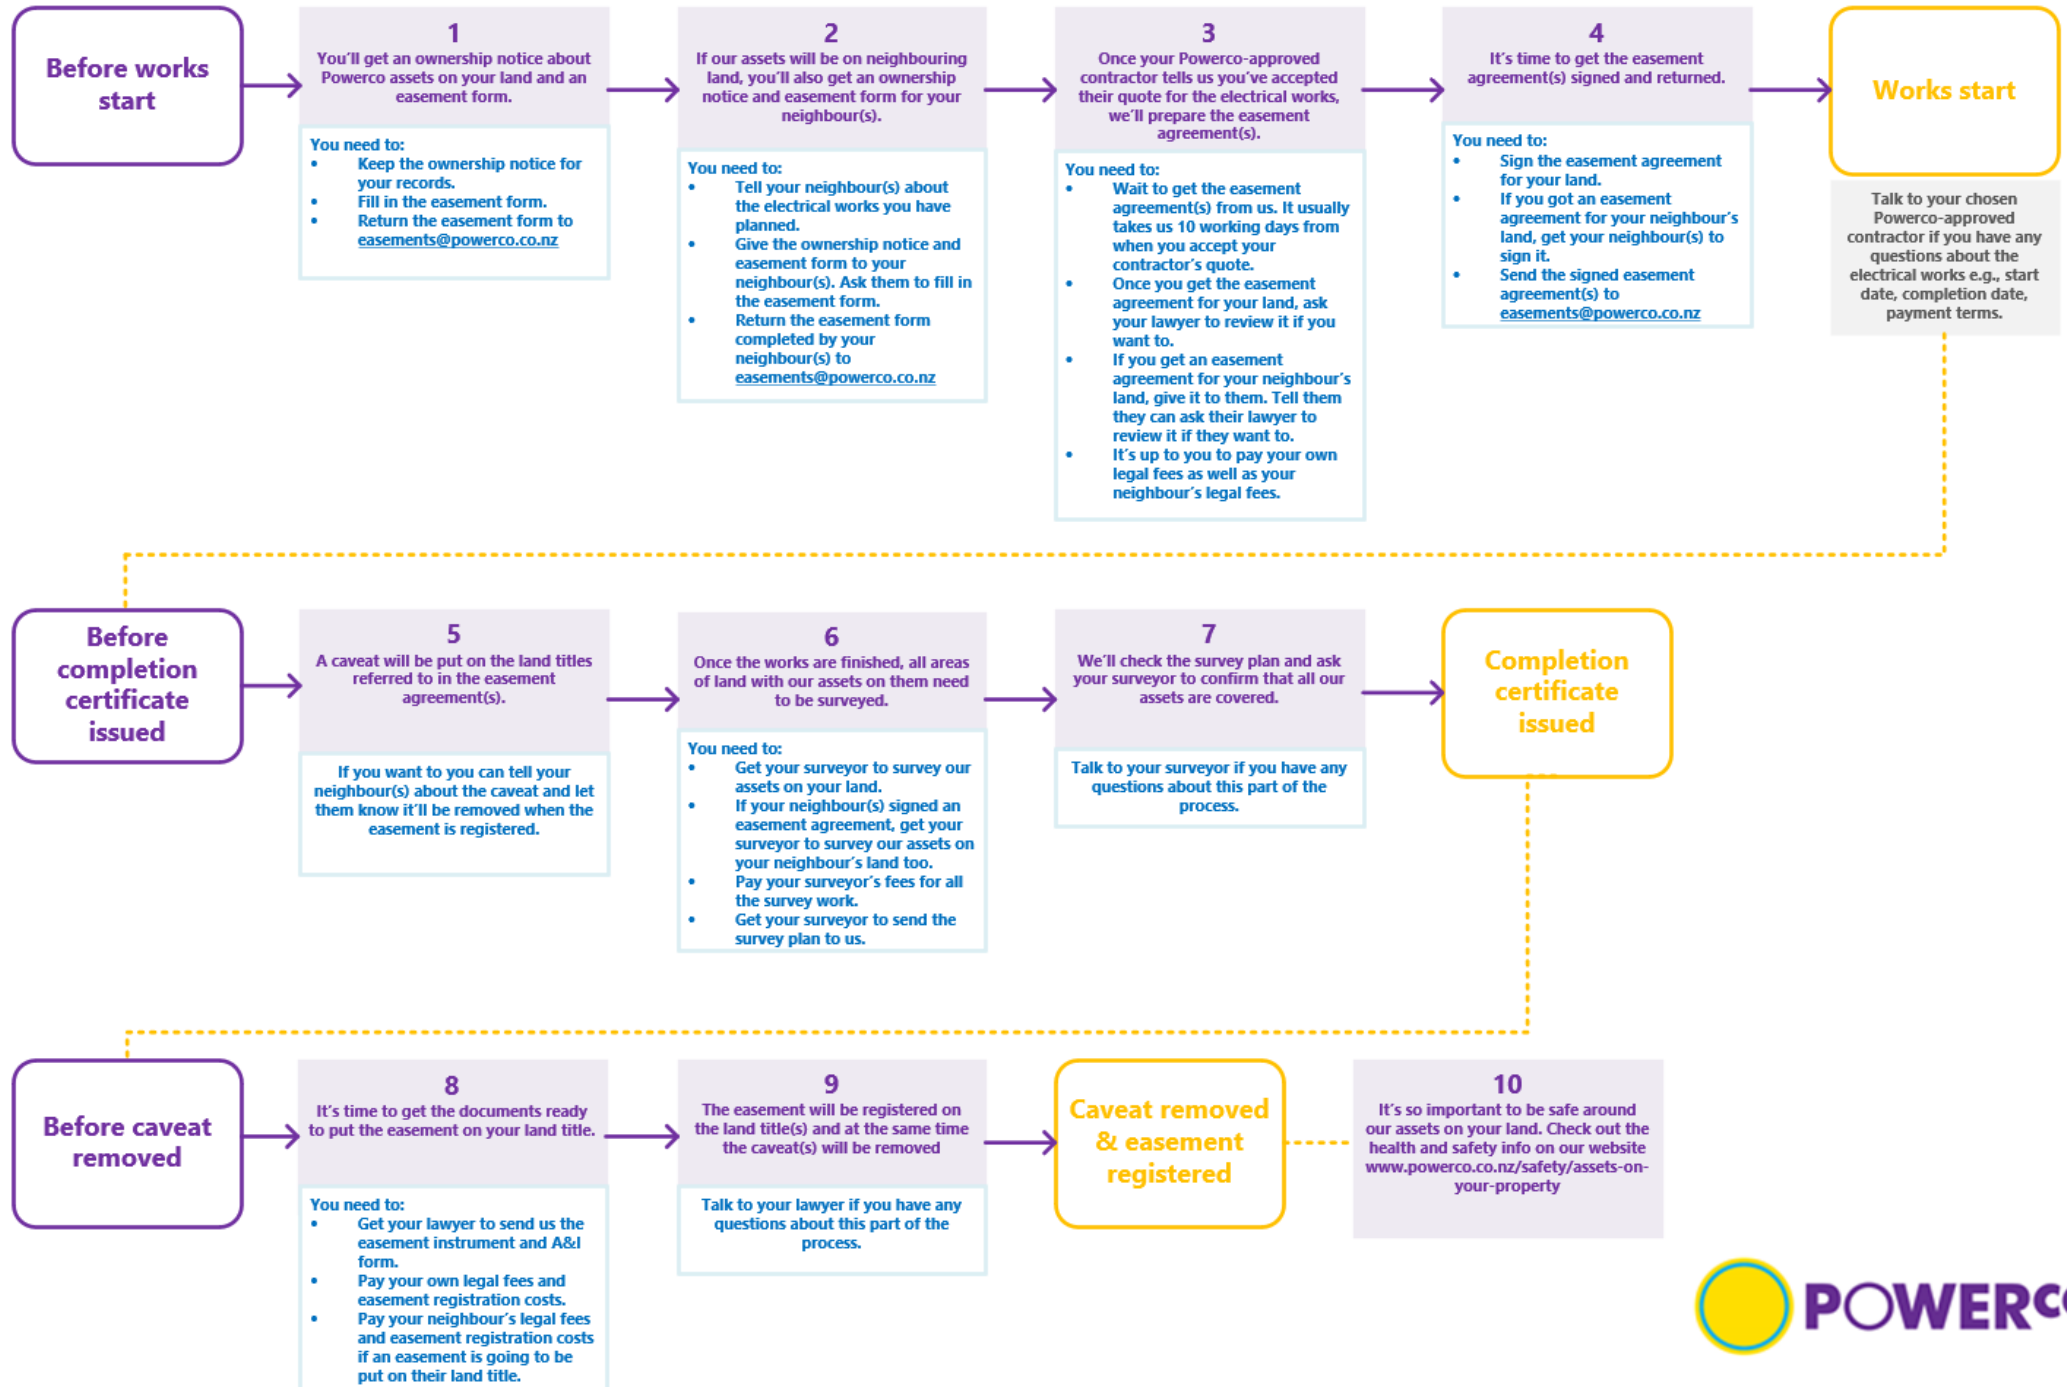 Before works
start
1
You'll get an ownership notice about
Powerco assets on your land and an
easement form.
You need to:
• Keep the ownership notice for
your records.
• Fill in the easement form.
• Return the easement form to
easements@powerco.co.nz
2
If our assets will be on neighbouring
land, you'll also get an ownership
notice and easement form for your
neighbour(s).
You need to:
• Tell your neighbour(s) about
the electrical works you have
planned.
• Give the ownership notice and
easement form to your
neighbour(s). Ask them to fill in
the easement form.
• Return the easement form
completed by your
neighbour(s) to
easements@powerco.co.nz
3
Once your Powerco-approved
contractor tells us you've accepted
their quote for the electrical works,
we'll prepare the easement
agreement(s).
You need to:
• Wait to get the easement
agreement(s) from us. It usually
takes us 10 working days from
when you accept your
contractor's quote.
• Once you get the easement
agreement for your land, ask
your lawyer to review it if you
want to.
• If you get an easement
agreement for your neighbour's
land, give it to them. Tell them
they can ask their lawyer to
review it if they want to.
• It's up to you to pay your own
legal fees as well as your
neighbour's legal fees.
4
It's time to get the easement
agreement(s) signed and returned.
You need to:
• Sign the easement agreement
for your land.
• If you got an easement
agreement for your neighbour's
land, get your neighbour(s) to
sign it.
• Send the signed easement
agreement(s) to
easements@powerco.co.nz
Works start
Talk to your chosen
Powerco-approved
contractor if you have any
questions about the
electrical works e.g., start
date, completion date,
payment terms.
Before
completion
certificate
issued
5
A caveat will be put on the land titles
referred to in the easement
agreement(s).
If you want to you can tell your
neighbour(s) about the caveat and let
them know it'll be removed when the
easement is registered.
6
Once the works are finished, all areas
of land with our assets on them need
to be surveyed.
You need to:
• Get your surveyor to survey our
assets on your land.
• If your neighbour(s) signed an
easement agreement, get your
surveyor to survey our assets on
your neighbour's land too.
• Pay your surveyor's fees for all
the survey work.
• Get your surveyor to send the
survey plan to us.
7
We'll check the survey plan and ask
your surveyor to confirm that all our
assets are covered.
Talk to your surveyor if you have any
questions about this part of the
process.
Completion
certificate
issued
Before caveat
removed
8
It's time to get the documents ready
to put the easement on your land title.
You need to:
• Get your lawyer to send us the
easement instrument and A&I
form.
• Pay your own legal fees and
easement registration costs.
• Pay your neighbour's legal fees
and easement registration costs
if an easement is going to be
put on their land title.
9
The easement will be registered on
the land title(s) and at the same time
the caveat(s) will be removed
Talk to your lawyer if you have any
questions about this part of the
process.
Caveat removed
& easement
registered
10
It's so important to be safe around
our assets on your land. Check out the
health and safety info on our website
www.powerco.co.nz/safety/assets-on-
your-property
POWERCO